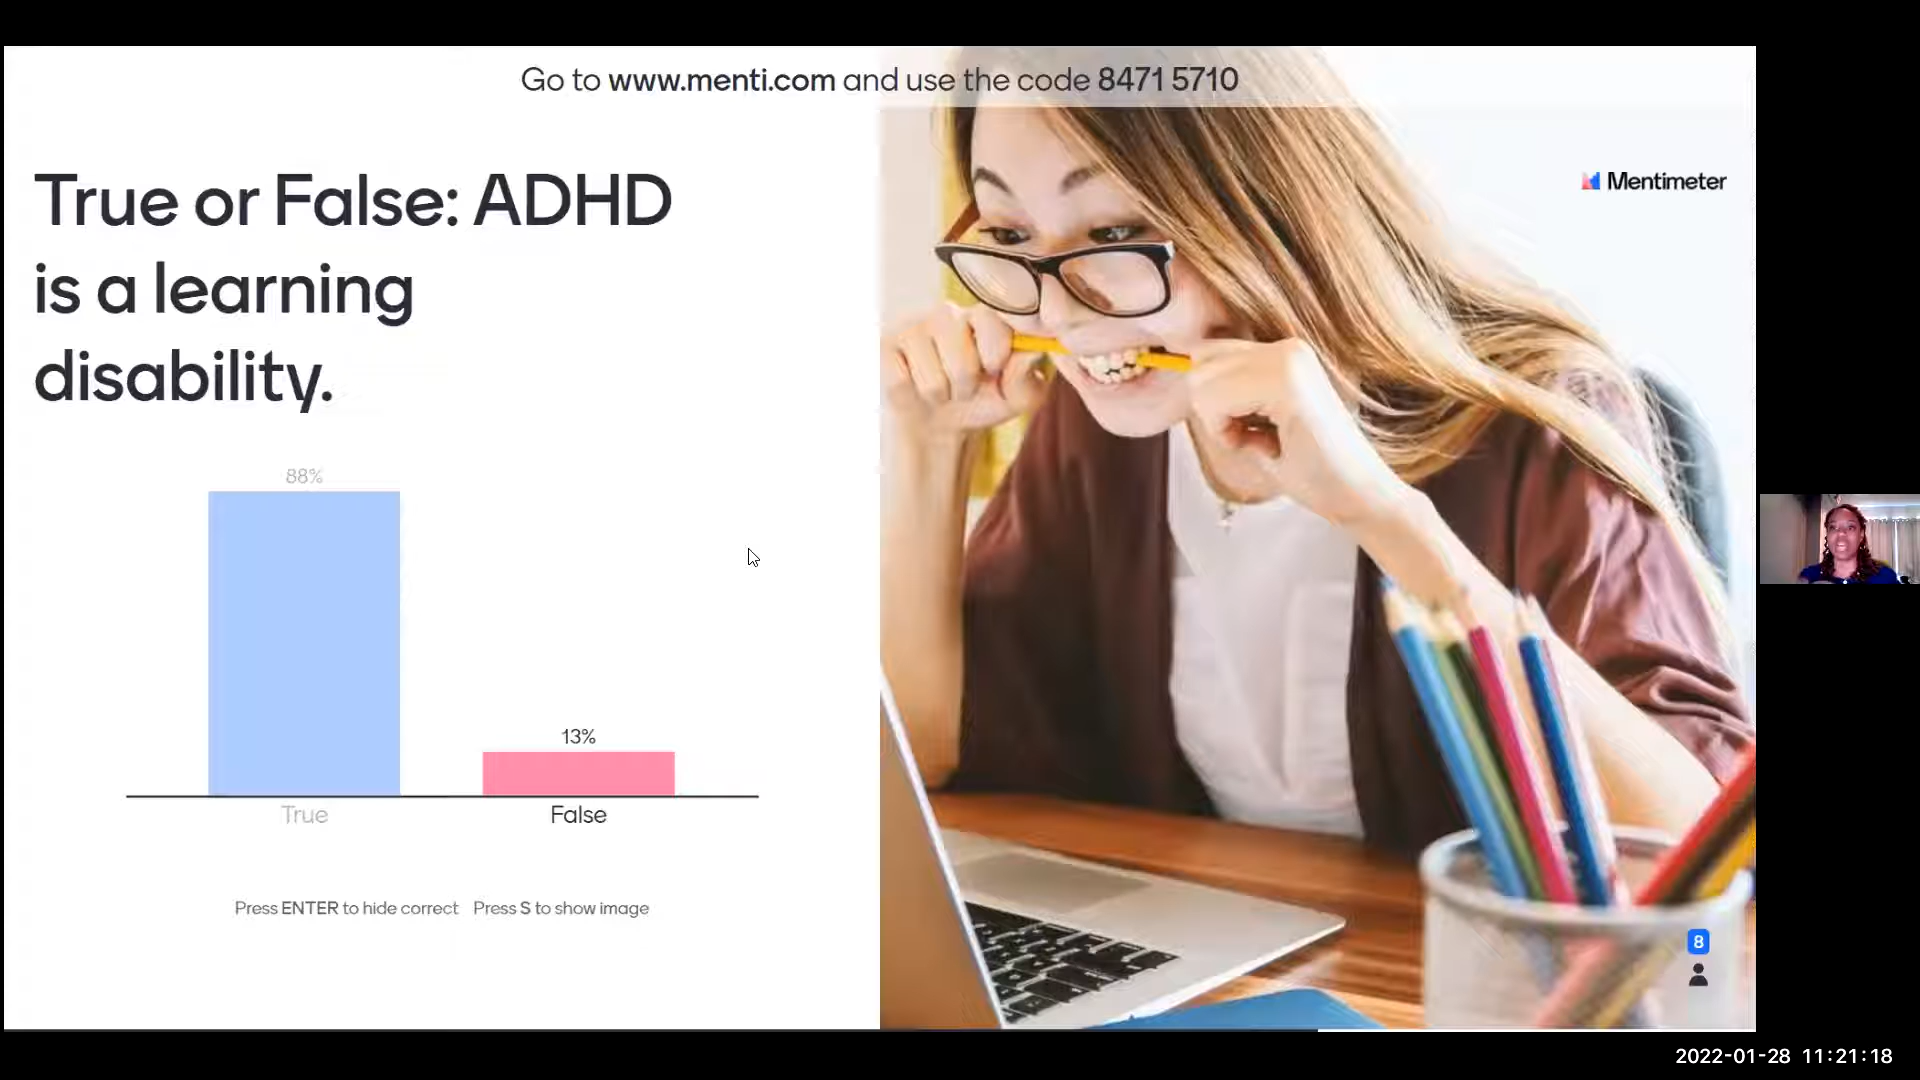 Go to www.menti.com and use the code 8471 5710
Mentimeter
True or False: ADHD
is a learning
disability.
88%
13%
True
False
Press ENTER to hide correct Press S to show image
8
2022-01-28 11:21:18